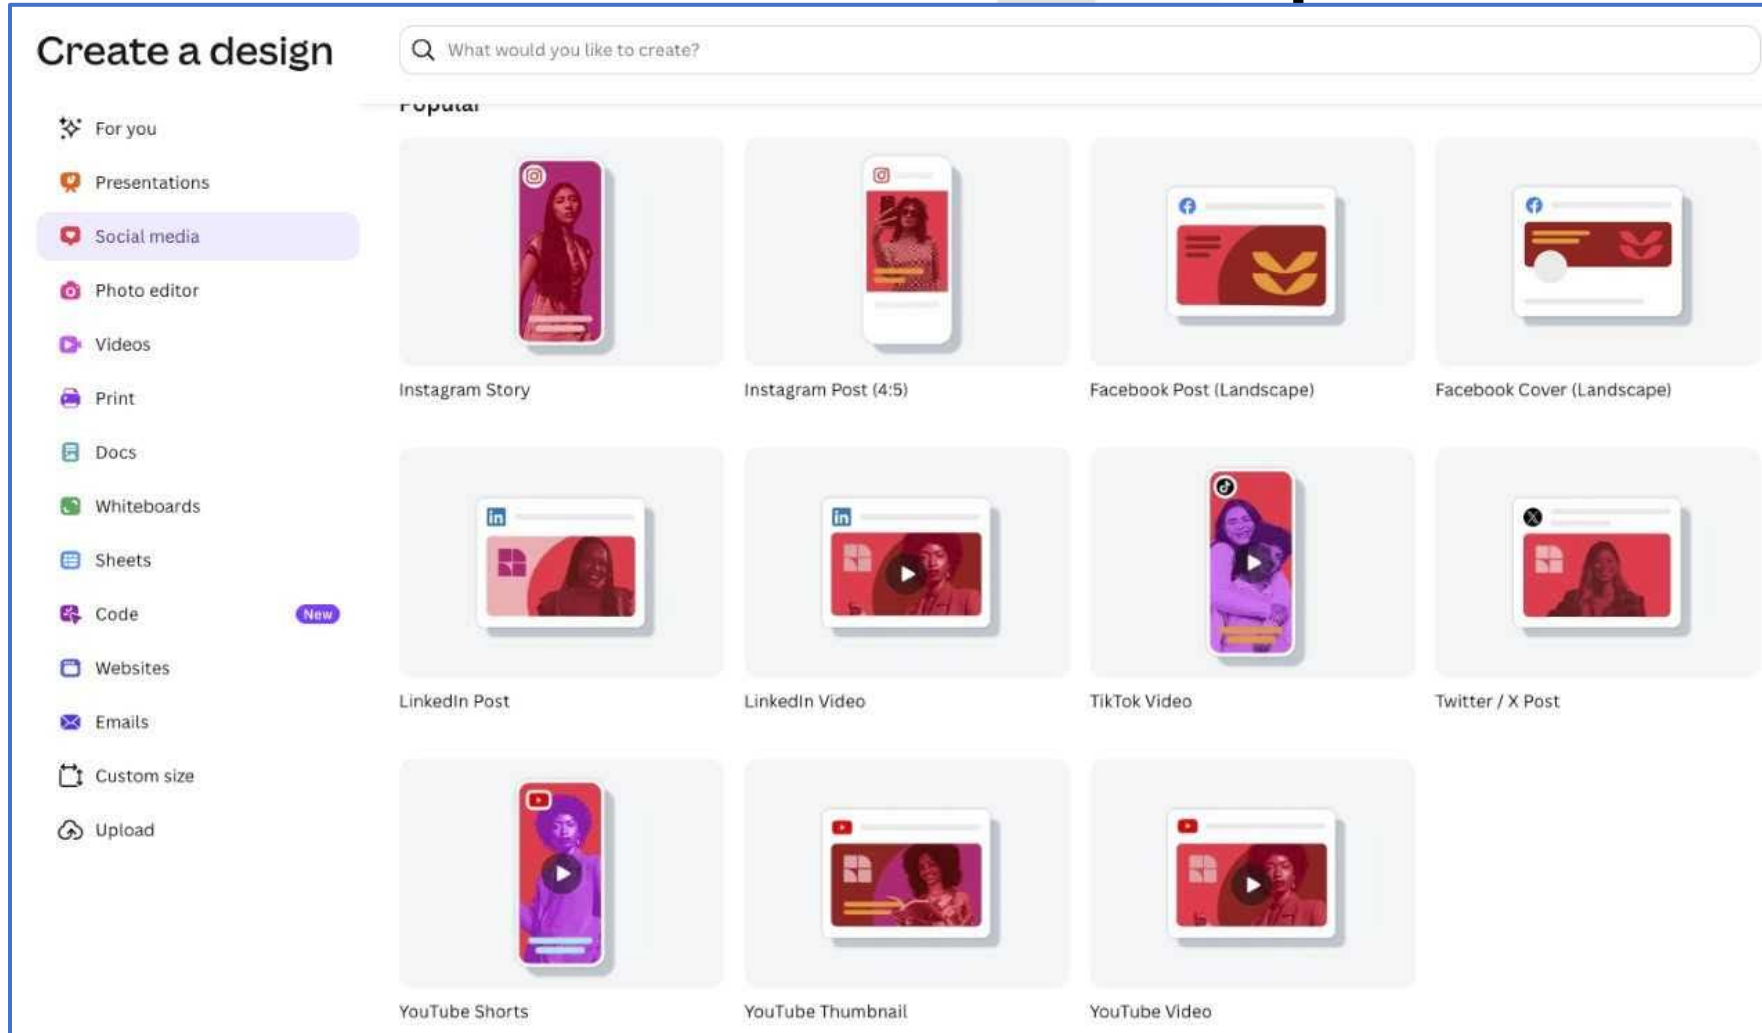 Create a design
What would you like to create?
For you
Presentations
Social media
Photo editor
Videos
Print
Docs
Whiteboards
Sheets
Code New
Websites
Emails
Custom size
Upload
Popular
Instagram Story
Instagram Post (4:5)
Facebook Post (Landscape)
Facebook Cover (Landscape)
LinkedIn Post
LinkedIn Video
TikTok Video
Twitter / X Post
YouTube Shorts
YouTube Thumbnail
YouTube Video